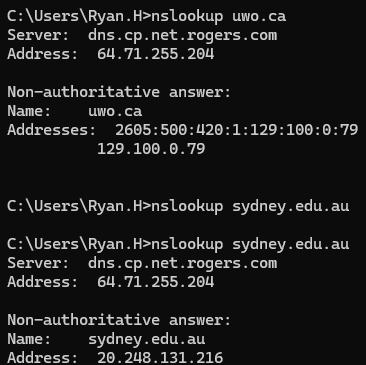 C:\Users\Ryan.H>nslookup uwo.ca
Server:  dns.cp.net.rogers.com
Address:  64.71.255.204

Non-authoritative answer:
Name:    uwo.ca
Addresses:  2605:500:420:1:129:100:0:79
          129.100.0.79

C:\Users\Ryan.H>nslookup sydney.edu.au

C:\Users\Ryan.H>nslookup sydney.edu.au
Server:  dns.cp.net.rogers.com
Address:  64.71.255.204

Non-authoritative answer:
Name:    sydney.edu.au
Address:  20.248.131.216